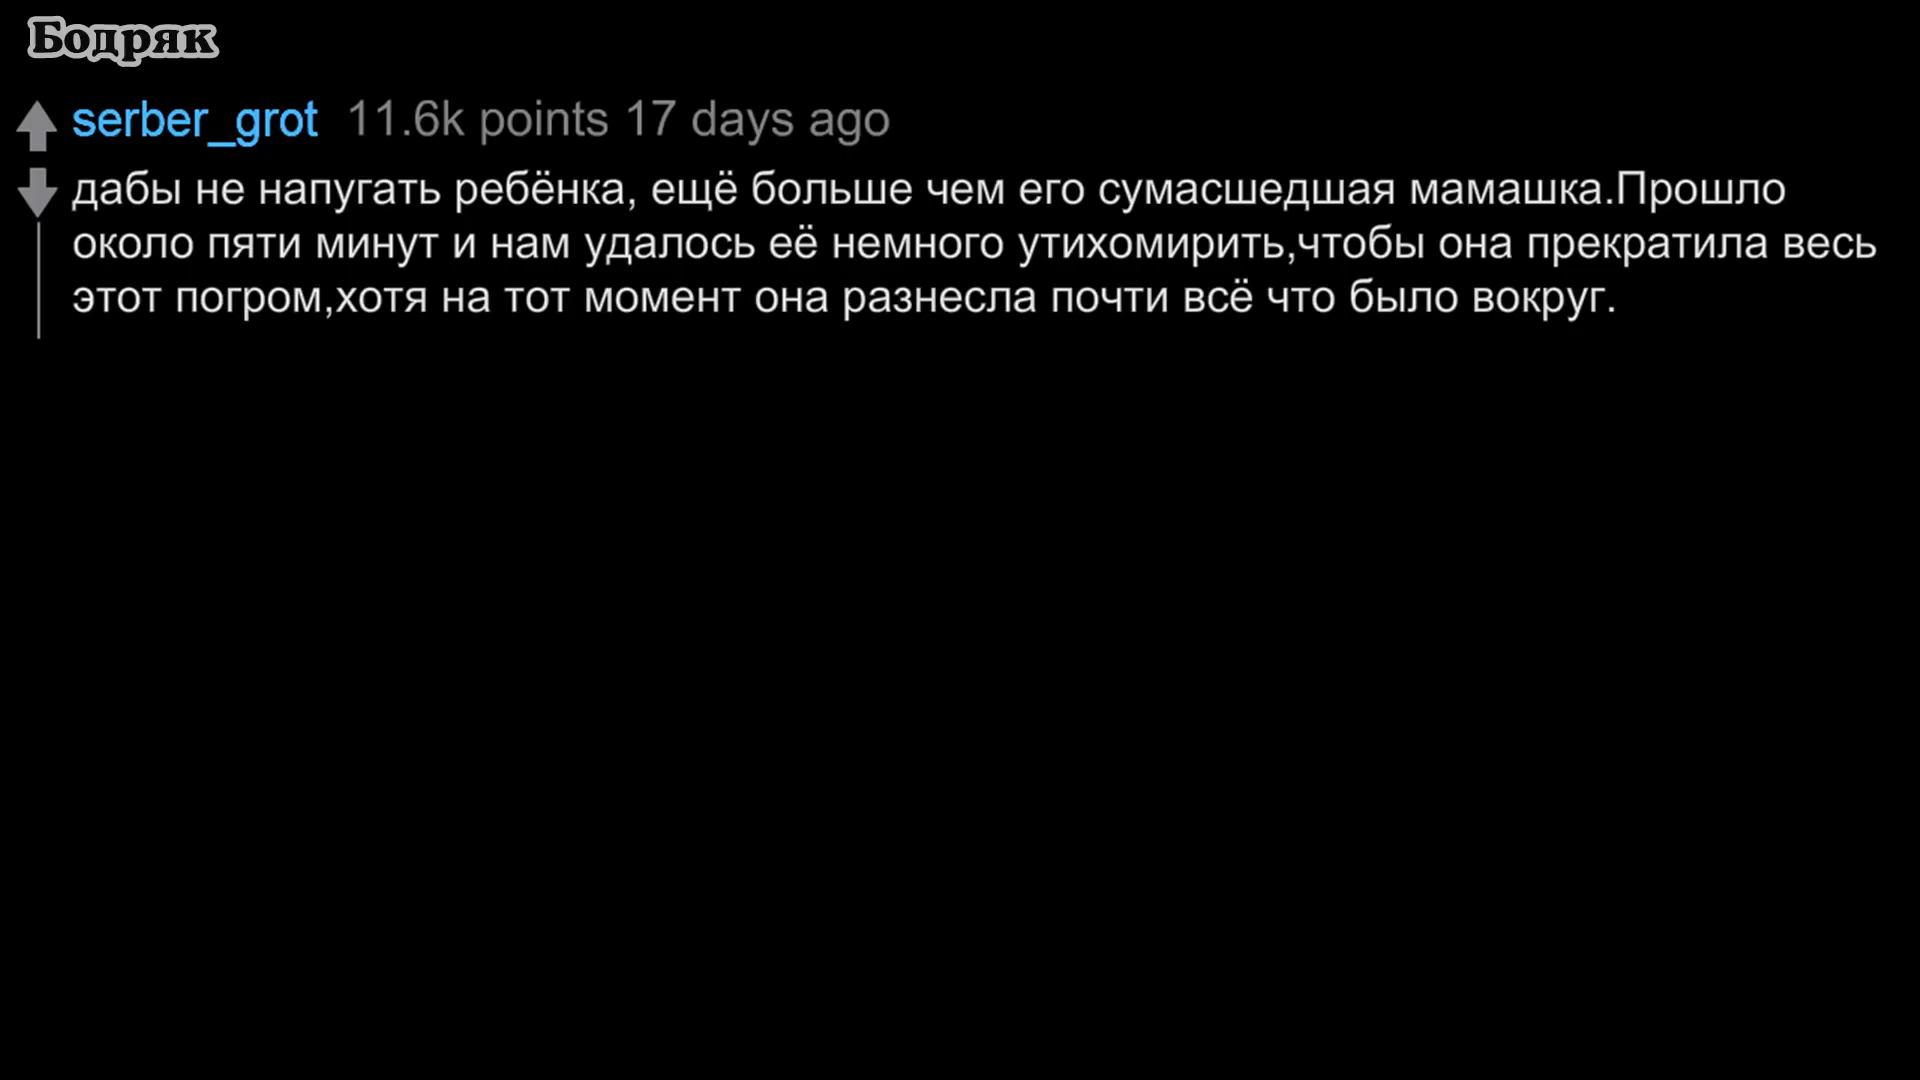 Бодряк
serber_grot 11.6k points 17 days ago
дабы не напугать ребёнка, ещё больше чем его сумасшедшая мамашка.Прошло
около пяти минут и нам удалось её немного утихомирить,чтобы она прекратила весь
этот погром,хотя на тот момент она разнесла почти всё что было вокруг.